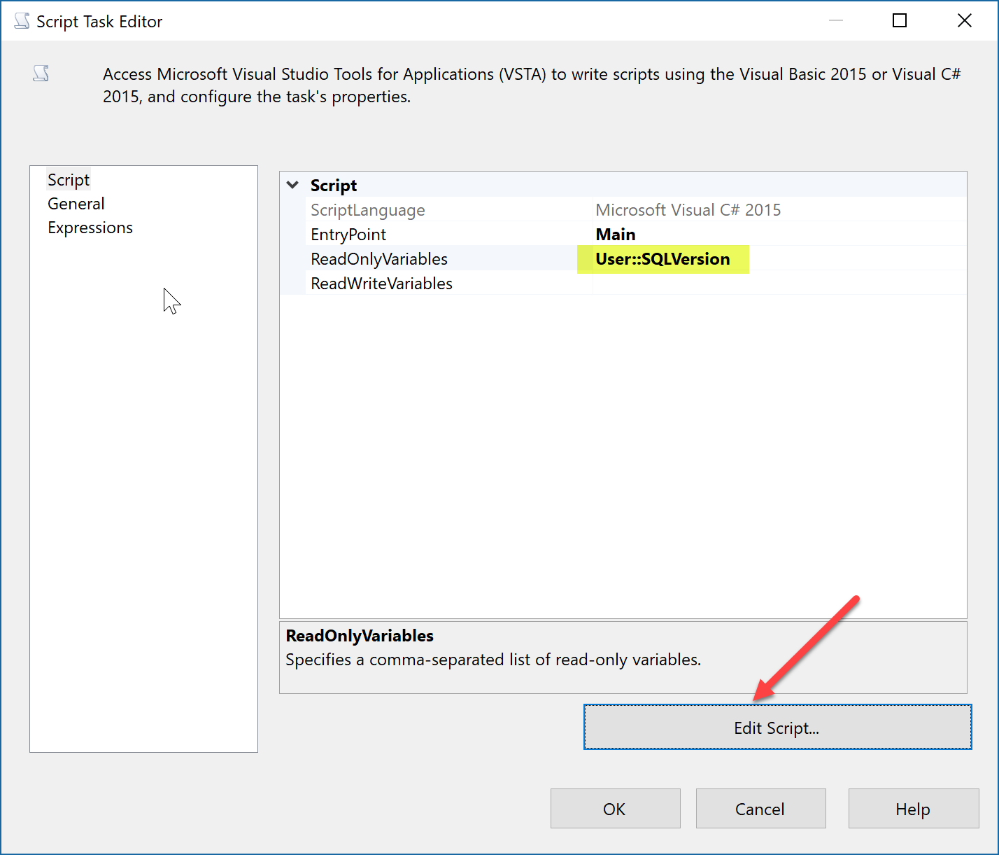 Script Task Editor
Access Microsoft Visual Studio Tools for Applications (VSTA) to write scripts using the Visual Basic 2015 or Visual C#
2015, and configure the task's properties.
Script
General
Expressions
Script
ScriptLanguage Microsoft Visual C# 2015
EntryPoint Main
ReadOnlyVariables User::SQLVersion
ReadWriteVariables
ReadOnlyVariables
Specifies a comma-separated list of read-only variables.
Edit Script...
OK Cancel Help